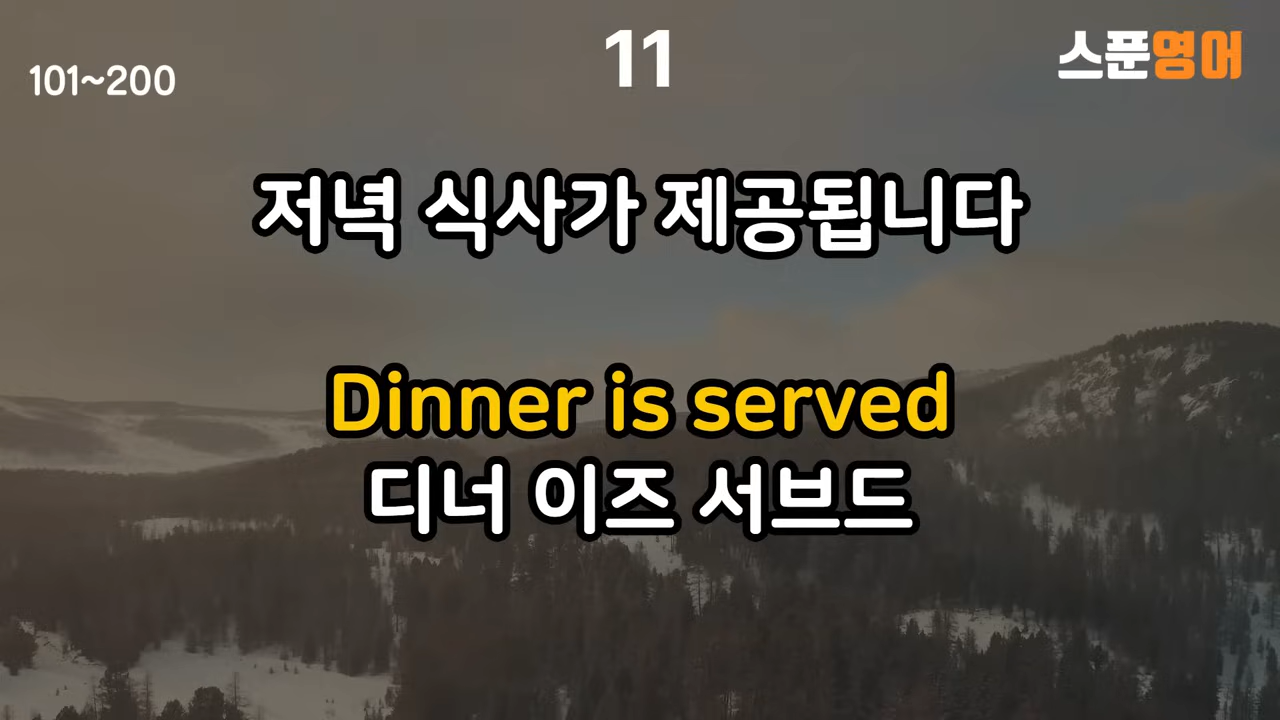 101~200
11
스푼영어
저녁 식사가 제공됩니다
Dinner is served
디너 이즈 서브드